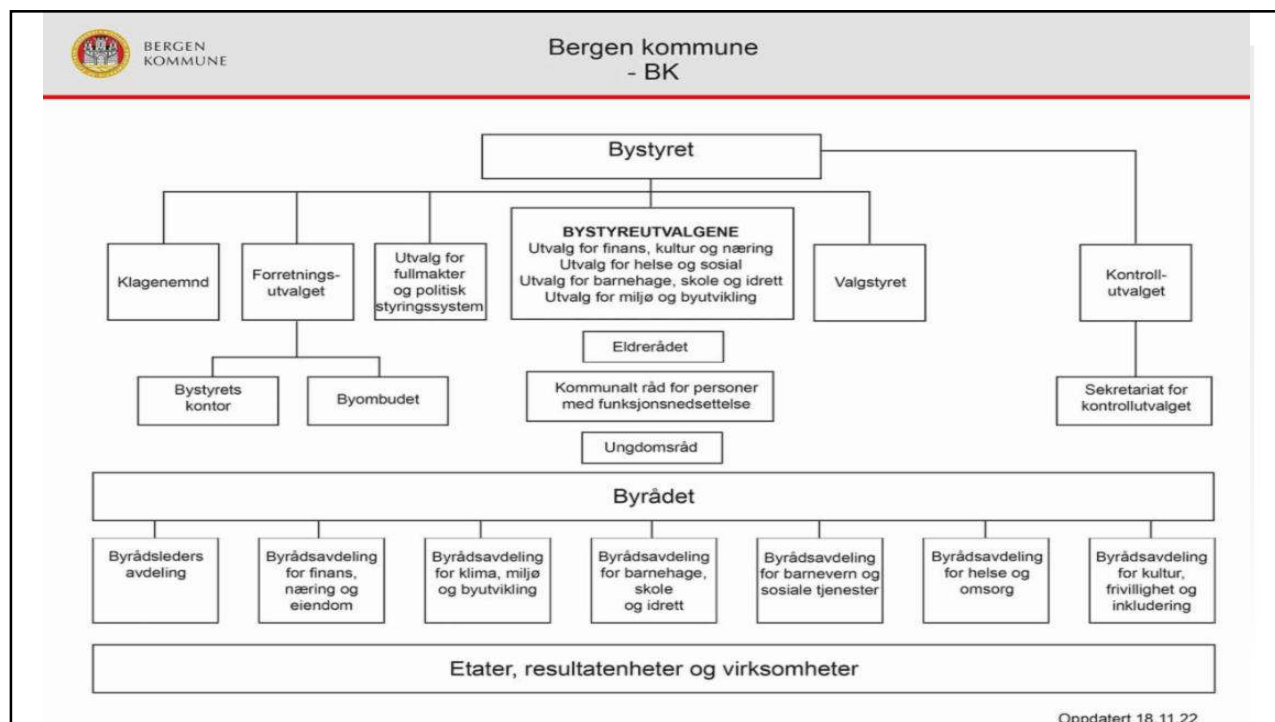 BERGEN
KOMMUNE
Bergen kommune
- BK
Bystyret
Klagenemnd
Forretnings-
utvalget
Utvalg for
fullmakter
og politisk
styringssystem
BYSTYREUTVALGENE
Utvalg for finans, kultur og næring
Utvalg for helse og sosial
Utvalg for barnehage, skole og idrett
Utvalg for miljø og byutvikling
Valgstyret
Kontroll-
utvalget
Bystyrets
kontor
Byombudet
Eldrerådet
Kommunalt råd for personer
med funksjonsnedsettelse
Ungdomsråd
Sekretariat for
kontrollutvalget
Byrådet
Byrådsleders
avdeling
Byrådsavdeling
for finans,
næring og
eiendom
Byrådsavdeling
for klima, miljø
og byutvikling
Byrådsavdeling
for barnehage,
skole
og idrett
Byrådsavdeling
for barnevern og
sosiale tjenester
Byrådsavdeling
for helse og
omsorg
Byrådsavdeling
for kultur,
frivillighet og
inkludering
Etater, resultatenheter og virksomheter
Oppdatert 18.11.22